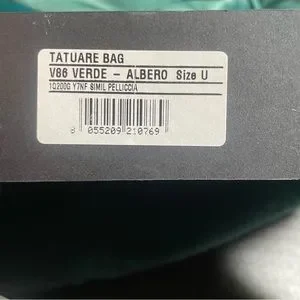 TATUARE BAG
V86 VERDE - ALBERO Size U
1Q200G Y7NF SIMIL PELLICCIA
8 055209 210769